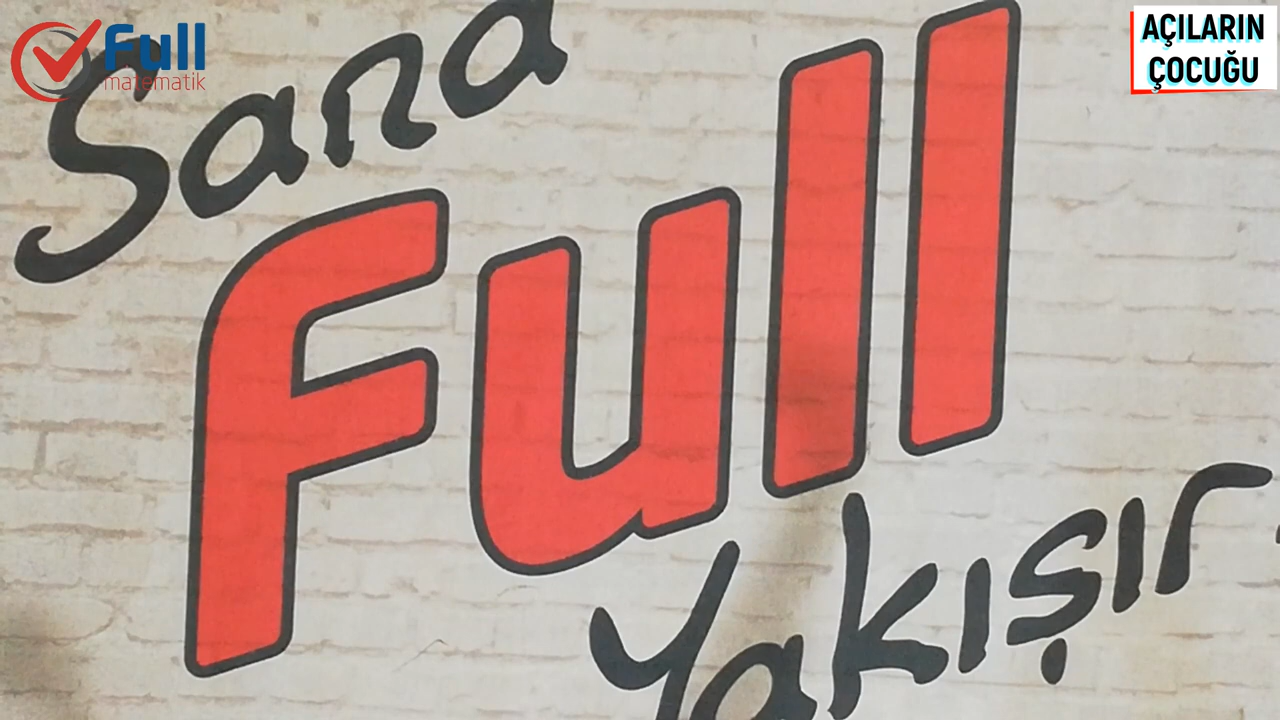 Full
matematik
AÇILARIN
ÇOCUĞU
Sana
Full
Yakışır